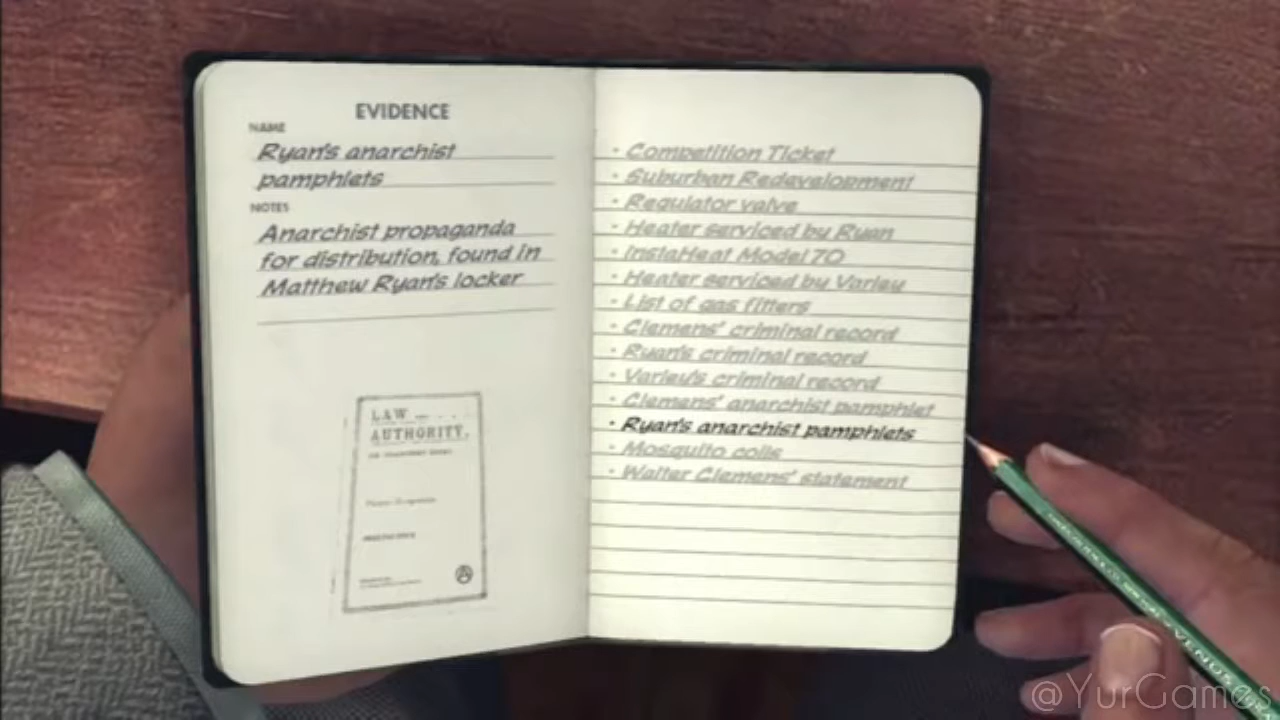 EVIDENCE
NAME
Ryan's anarchist
pamphlets
NOTES
Anarchist propaganda
for distribution, found in
Matthew Ryan's locker
LAW
AUTHORITY,
• Competition Ticket
• Suburban Redevelopment
• Regulator valve
• Heater serviced by Ryan
• InstaHeat Model 70
• Heater serviced by Varley
• List of gas fitters
• Clemens' criminal record
• Ryan's criminal record
• Varley's criminal record
• Clemens' anarchist pamphlet
• Ryan's anarchist pamphlets
• Mosquito coils
• Walter Clemens' statement
VENUS
@YurGames